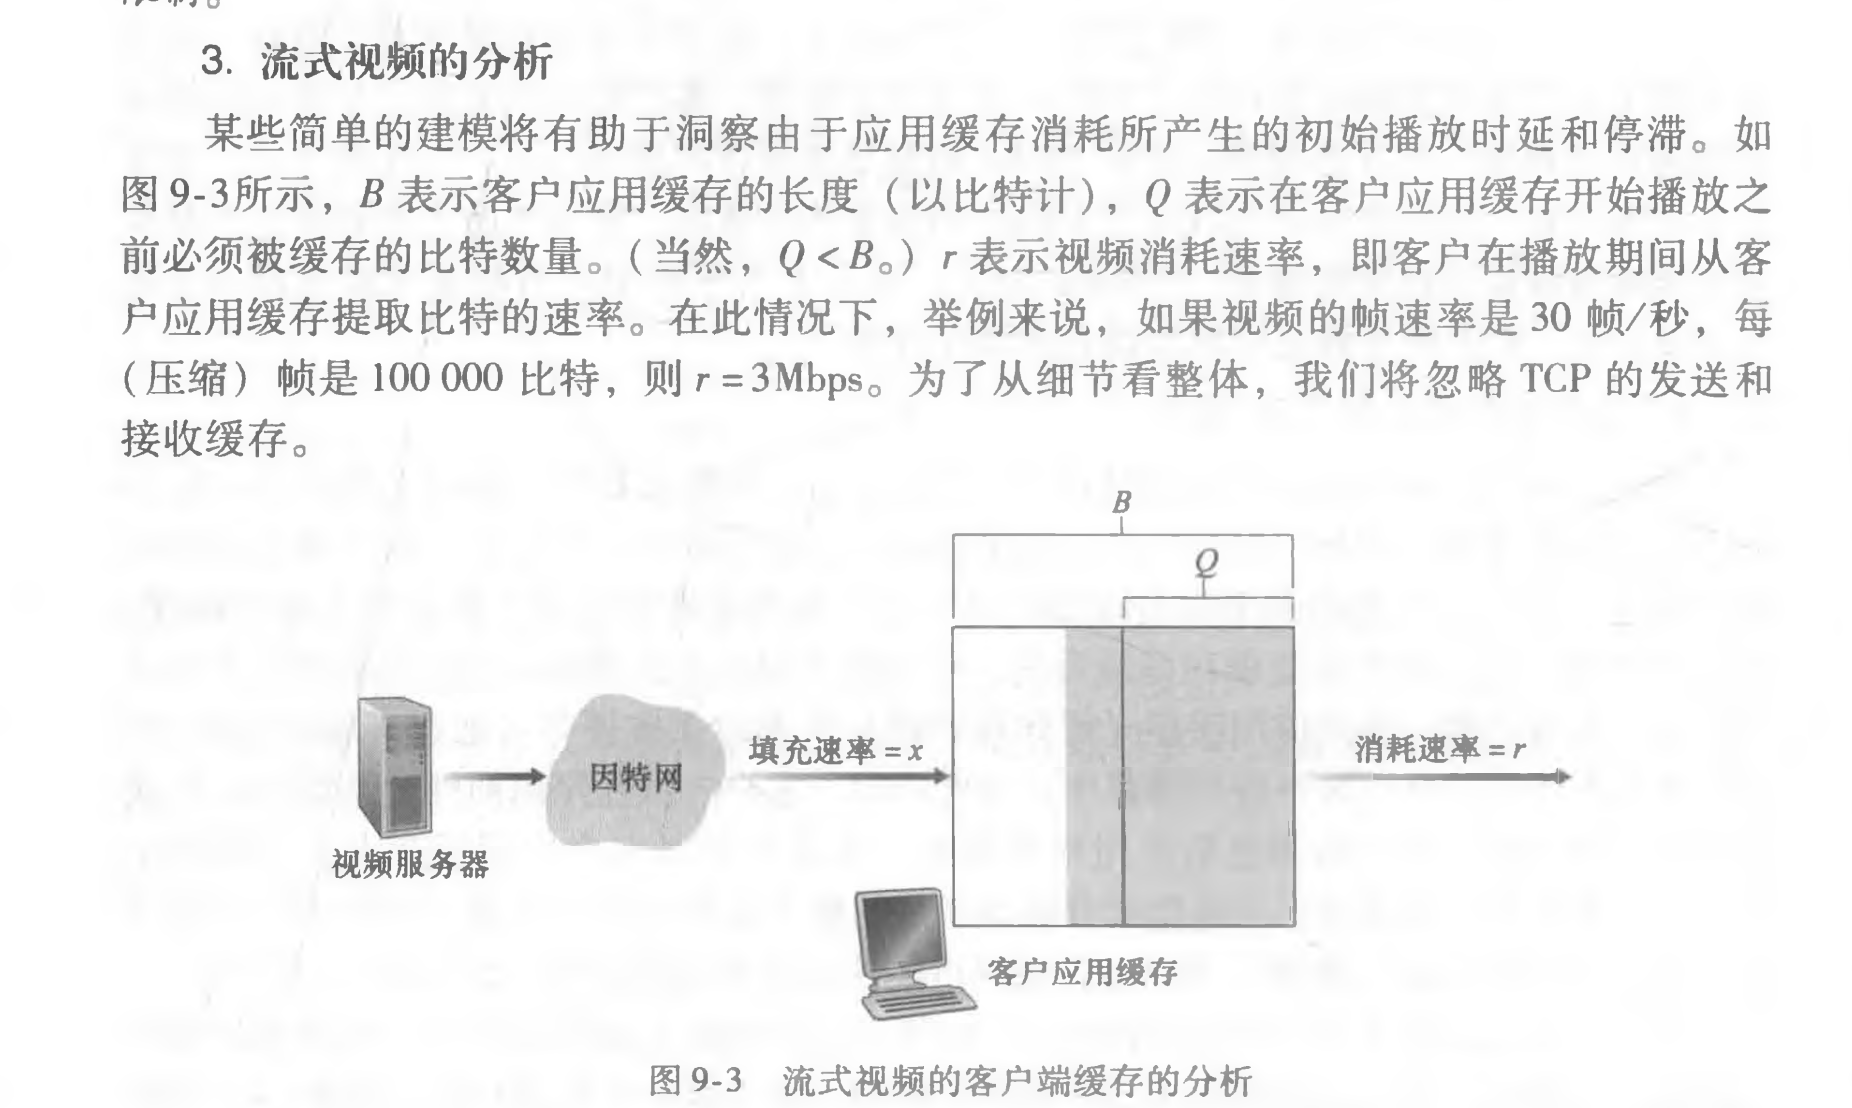 3. 流式视频的分析
某些简单的建模将有助于洞察由于应用缓存消耗所产生的初始播放时延和停滞。如
图9-3所示，B 表示客户应用缓存的长度（以比特计），Q 表示在客户应用缓存开始播放之
前必须被缓存的比特数量。（当然，Q<B。）r 表示视频消耗速率，即客户在播放期间从客
户应用缓存提取比特的速率。在此情况下，举例来说，如果视频的帧速率是 30 帧/秒，每
（压缩）帧是 100 000 比特，则 r=3Mbps。为了从细节看整体，我们将忽略 TCP 的发送和
接收缓存。
B
Q
填充速率=x
消耗速率=r
因特网
视频服务器
客户应用缓存
图9-3 流式视频的客户端缓存的分析